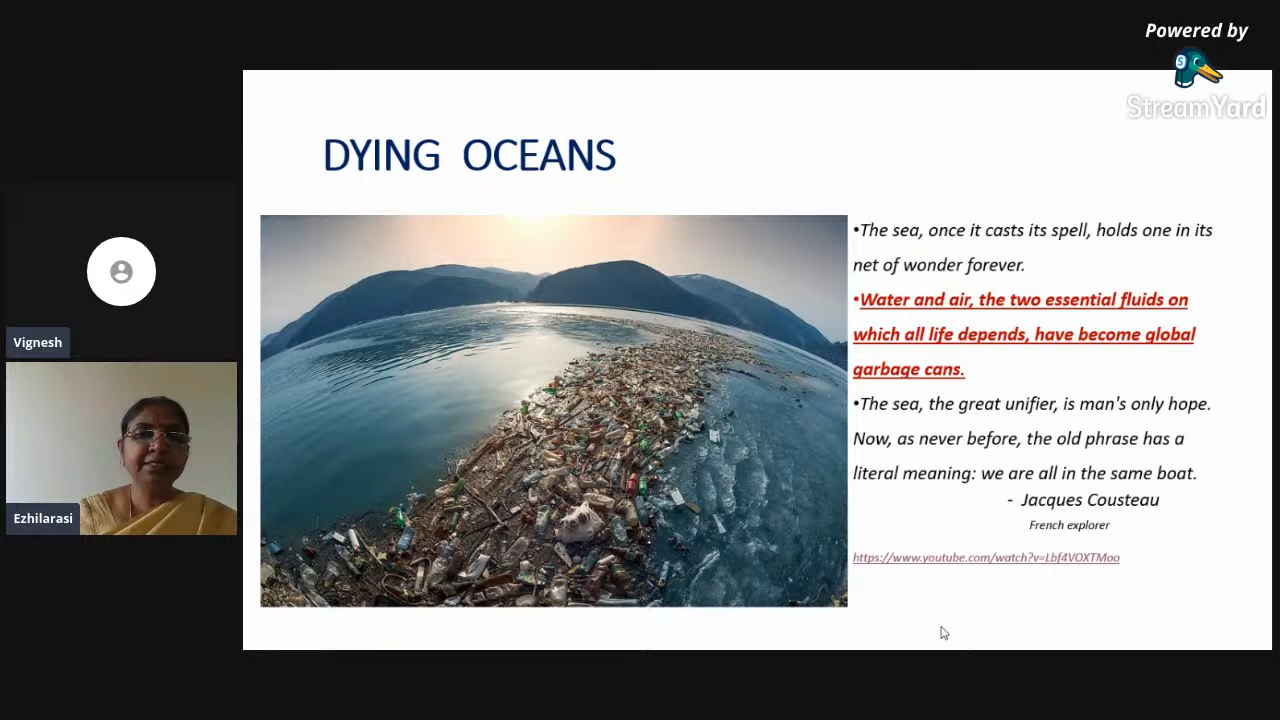 Powered by
StreamYard
DYING OCEANS
•The sea, once it casts its spell, holds one in its
net of wonder forever.
•Water and air, the two essential fluids on
which all life depends, have become global
garbage cans.
•The sea, the great unifier, is man's only hope.
Now, as never before, the old phrase has a
literal meaning: we are all in the same boat.
- Jacques Cousteau
French explorer
https://www.youtube.com/watch?v=Lbf4VOXTMoo
Vignesh
Ezhilarasi